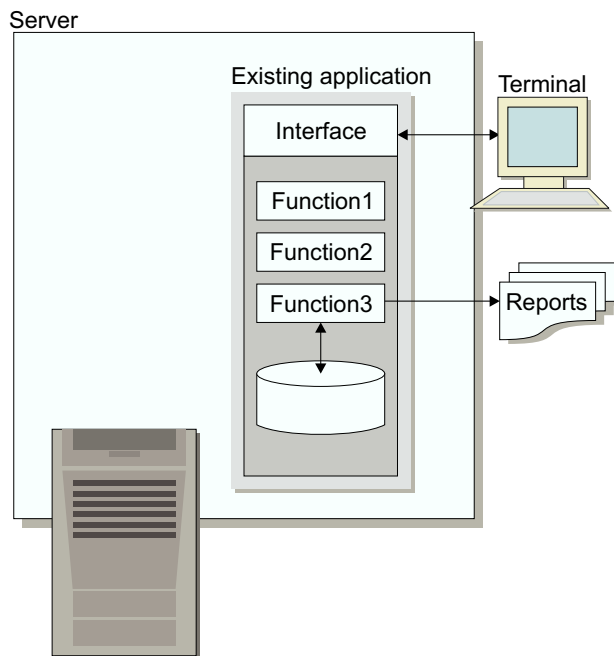 Server
Existing application
Terminal
Interface
Function1
Function2
Function3
Reports